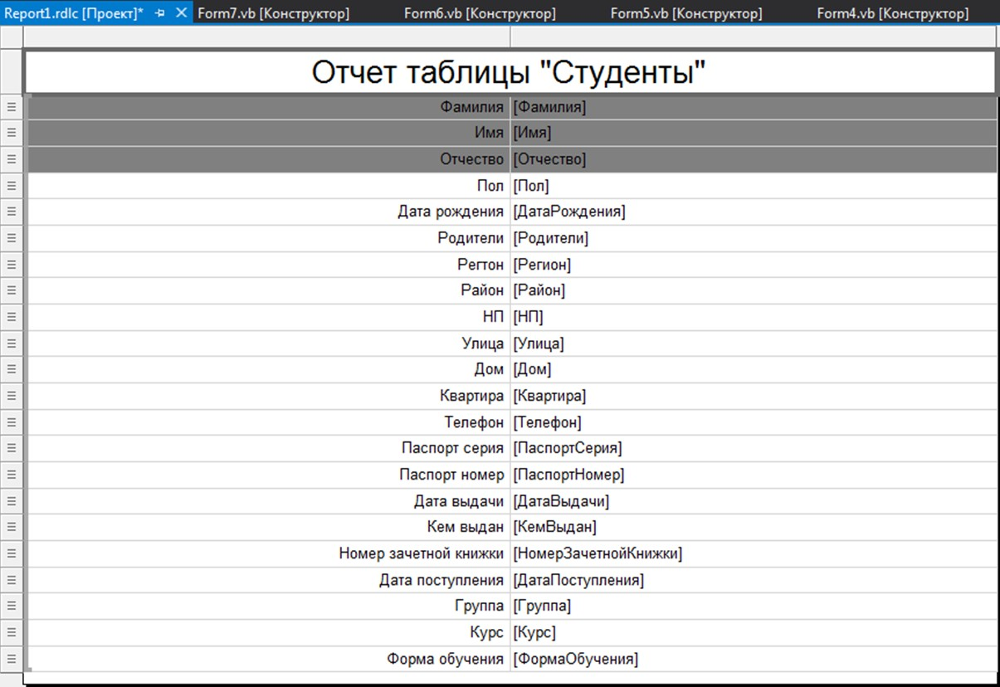 Report1.rdlc [Проект]* Form7.vb [Конструктор] Form6.vb [Конструктор] Form5.vb [Конструктор] Form4.vb [Конструктор]
Отчет таблицы "Студенты"
Фамилия [Фамилия]
Имя [Имя]
Отчество [Отчество]
Пол [Пол]
Дата рождения [ДатаРождения]
Родители [Родители]
Регтон [Регион]
Район [Район]
НП [НП]
Улица [Улица]
Дом [Дом]
Квартира [Квартира]
Телефон [Телефон]
Паспорт серия [ПаспортСерия]
Паспорт номер [ПаспортНомер]
Дата выдачи [ДатаВыдачи]
Кем выдан [КемВыдан]
Номер зачетной книжки [НомерЗачетнойКнижки]
Дата поступления [ДатаПоступления]
Группа [Группа]
Курс [Курс]
Форма обучения [ФормаОбучения]